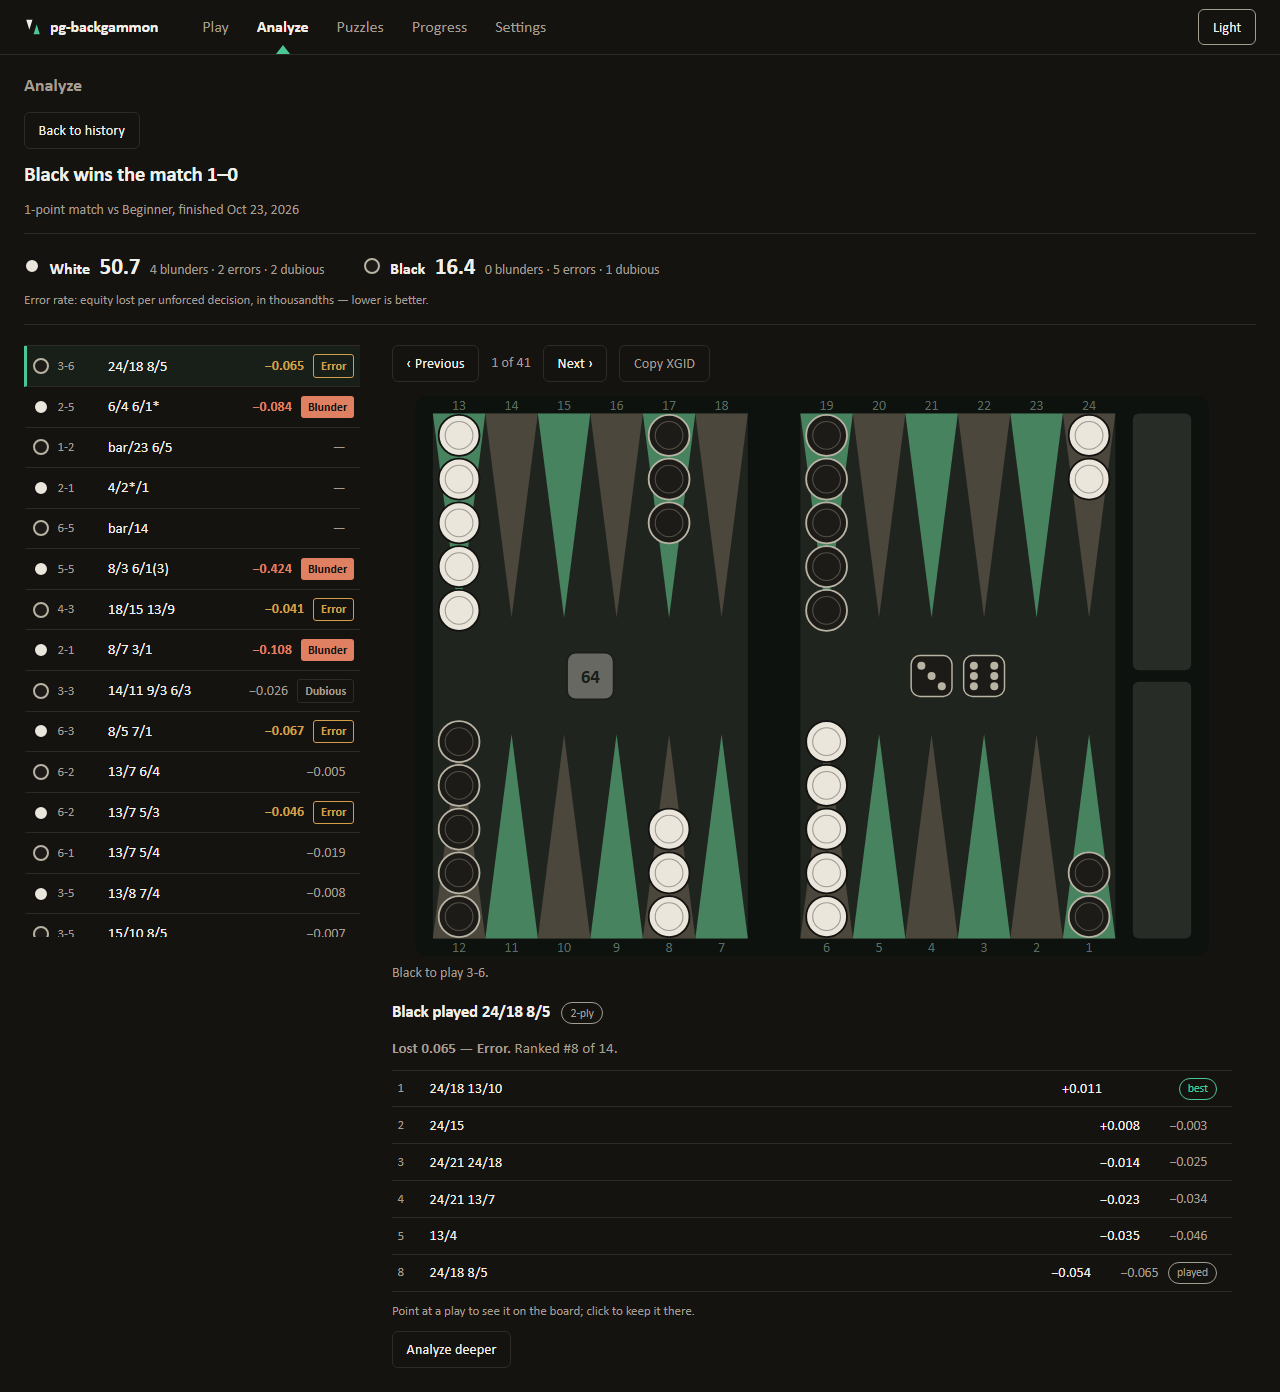 pg-backgammon Play Analyze Puzzles Progress Settings Light
Analyze
Back to history
Black wins the match 1–0
1-point match vs Beginner, finished Oct 23, 2026
White 50.7 4 blunders · 2 errors · 2 dubious Black 16.4 0 blunders · 5 errors · 1 dubious
Error rate: equity lost per unforced decision, in thousandths — lower is better.
3-6 24/18 8/5 −0.065 Error
2-5 6/4 6/1* −0.084 Blunder
1-2 bar/23 6/5 —
2-1 4/2*/1 —
6-5 bar/14 —
5-5 8/3 6/1(3) −0.424 Blunder
4-3 18/15 13/9 −0.041 Error
2-1 8/7 3/1 −0.108 Blunder
3-3 14/11 9/3 6/3 −0.026 Dubious
6-3 8/5 7/1 −0.067 Error
6-2 13/7 6/4 −0.005
6-2 13/7 5/3 −0.046 Error
6-1 13/7 5/4 −0.019
3-5 13/8 7/4 −0.008
3-5 15/10 8/5 −0.007
‹ Previous 1 of 41 Next › Copy XGID
13 14 15 16 17 18 19 20 21 22 23 24
64
12 11 10 9 8 7 6 5 4 3 2 1
Black to play 3-6.
Black played 24/18 8/5 2-ply
Lost 0.065 — Error. Ranked #8 of 14.
1 24/18 13/10 +0.011 best
2 24/15 +0.008 −0.003
3 24/21 24/18 −0.014 −0.025
4 24/21 13/7 −0.023 −0.034
5 13/4 −0.035 −0.046
8 24/18 8/5 −0.054 −0.065 played
Point at a play to see it on the board; click to keep it there.
Analyze deeper